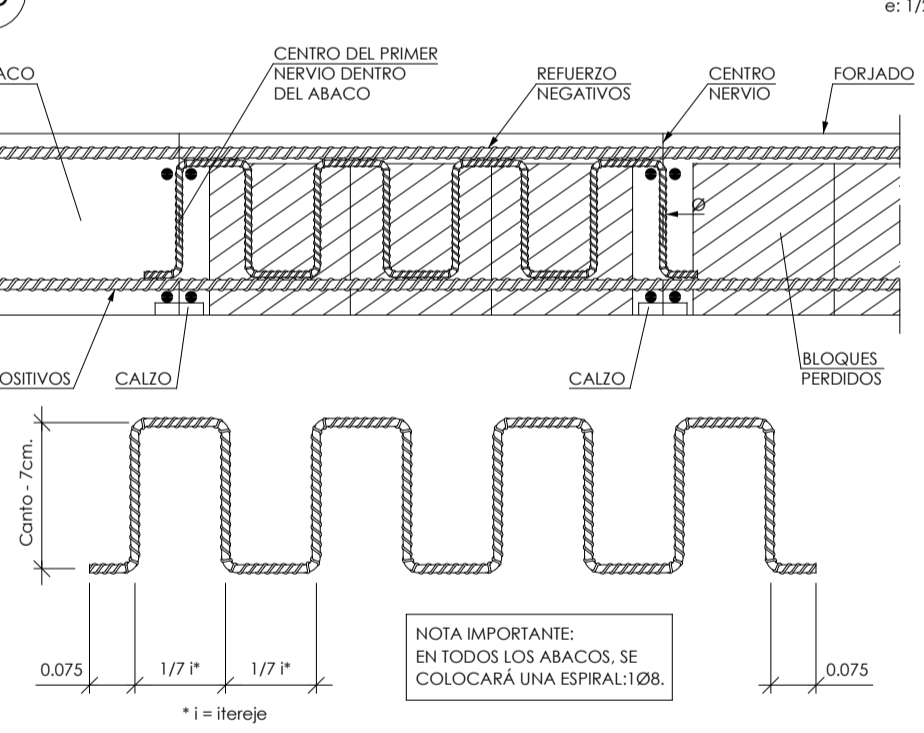 e: 1/2
ACO
CENTRO DEL PRIMER
NERVIO DENTRO
DEL ABACO
REFUERZO
NEGATIVOS
CENTRO
NERVIO
FORJADO
Ø
OSITIVOS
CALZO
CALZO
BLOQUES
PERDIDOS
Canto - 7cm.
0.075
1/7 i*
1/7 i*
0.075
* i = itereje
NOTA IMPORTANTE:
EN TODOS LOS ABACOS, SE
COLOCARÁ UNA ESPIRAL:1Ø8.